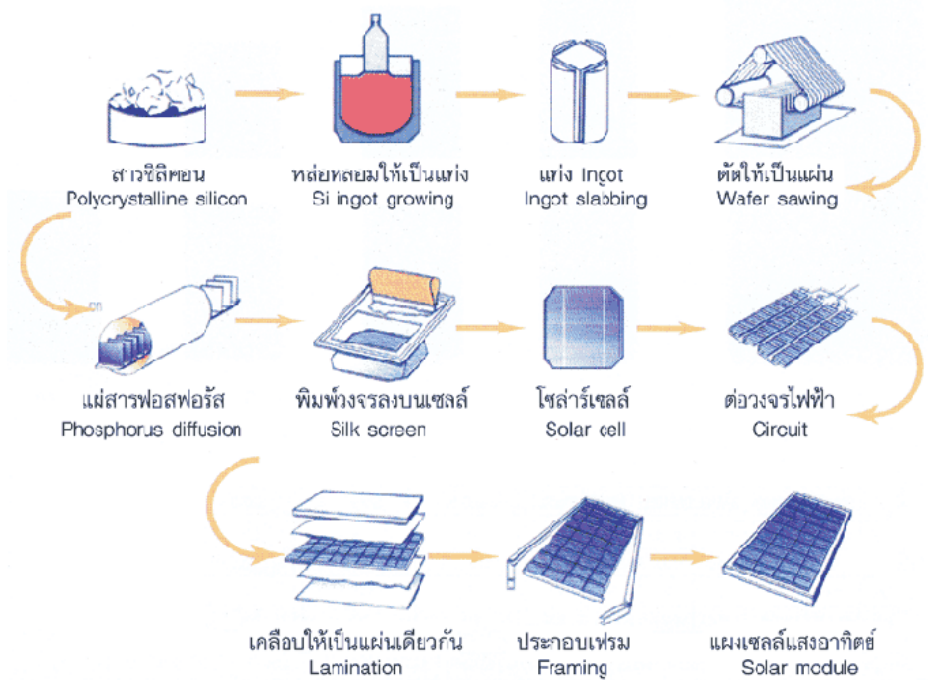 สารซิลิคอน
Polycrystalline silicon
หล่อหลอมให้เป็นแท่ง
Si ingot growing
แท่ง Ingot
Ingot slabbing
ตัดให้เป็นแผ่น
Wafer sawing
แผ่สารฟอสฟอรัส
Phosphorus diffusion
พิมพ์วงจรลงบนเซลล์
Silk screen
โซล่าร์เซลล์
Solar cell
ต่อวงจรไฟฟ้า
Circuit
เคลือบให้เป็นแผ่นเดียวกัน
Lamination
ประกอบเฟรม
Framing
แผงเซลล์แสงอาทิตย์
Solar module